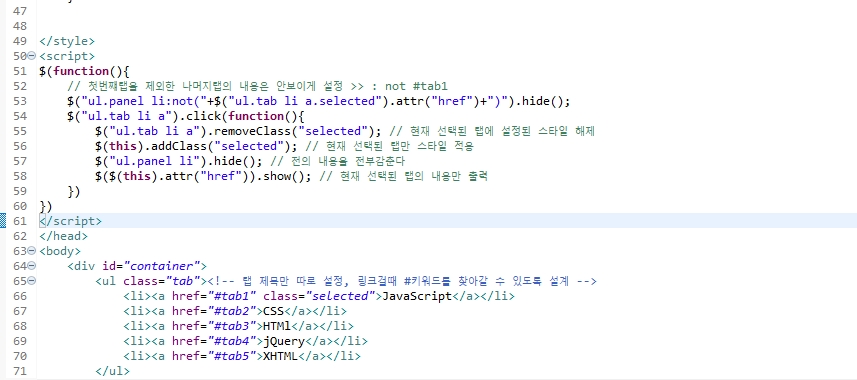 47
48
49 </style>
50 <script>
51 $(function(){
52 // 첫번째탭을 제외한 나머지탭의 내용은 안보이게 설정 >> : not #tab1
53 $("ul.panel li:not("+$("ul.tab li a.selected").attr("href")+")").hide();
54 $("ul.tab li a").click(function(){
55 $("ul.tab li a").removeClass("selected"); // 현재 선택된 탭에 설정된 스타일 해제
56 $(this).addClass("selected"); // 현재 선택된 탭만 스타일 적용
57 $("ul.panel li").hide(); // 전의 내용을 전부감춘다
58 $($(this).attr("href")).show(); // 현재 선택된 탭의 내용만 출력
59 })
60 })
61 </script>
62 </head>
63 <body>
64 <div id="container">
65 <ul class="tab"><!-- 탭 제목만 따로 설정, 링크걸때 #키워드를 찾아갈 수 있도록 설계 -->
66 <li><a href="#tab1" class="selected">JavaScript</a></li>
67 <li><a href="#tab2">CSS</a></li>
68 <li><a href="#tab3">HTMl</a></li>
69 <li><a href="#tab4">jQuery</a></li>
70 <li><a href="#tab5">XHTML</a></li>
71 </ul>